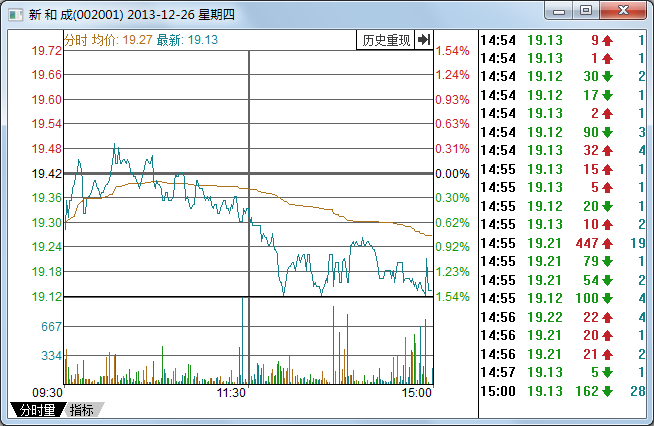 新 和 成(002001) 2013-12-26 星期四
分时 均价: 19.27 最新: 19.13
历史重现
19.72 1.54%
19.66 1.24%
19.60 0.93%
19.54 0.63%
19.48 0.31%
19.42 0.00%
19.36 0.30%
19.30 0.62%
19.24 0.92%
19.18 1.23%
19.12 1.54%
667
334
09:30 11:30 15:00
分时量 指标
14:54 19.13 9 1
14:54 19.13 1 1
14:54 19.12 30 2
14:54 19.12 17 1
14:54 19.13 2 1
14:54 19.12 90 3
14:54 19.13 32 4
14:55 19.13 15 1
14:55 19.13 5 1
14:55 19.12 20 1
14:55 19.13 10 2
14:55 19.21 447 19
14:55 19.21 79 1
14:55 19.21 54 2
14:55 19.12 100 4
14:56 19.22 22 4
14:56 19.21 20 1
14:56 19.21 21 2
14:57 19.13 5 1
15:00 19.13 162 28